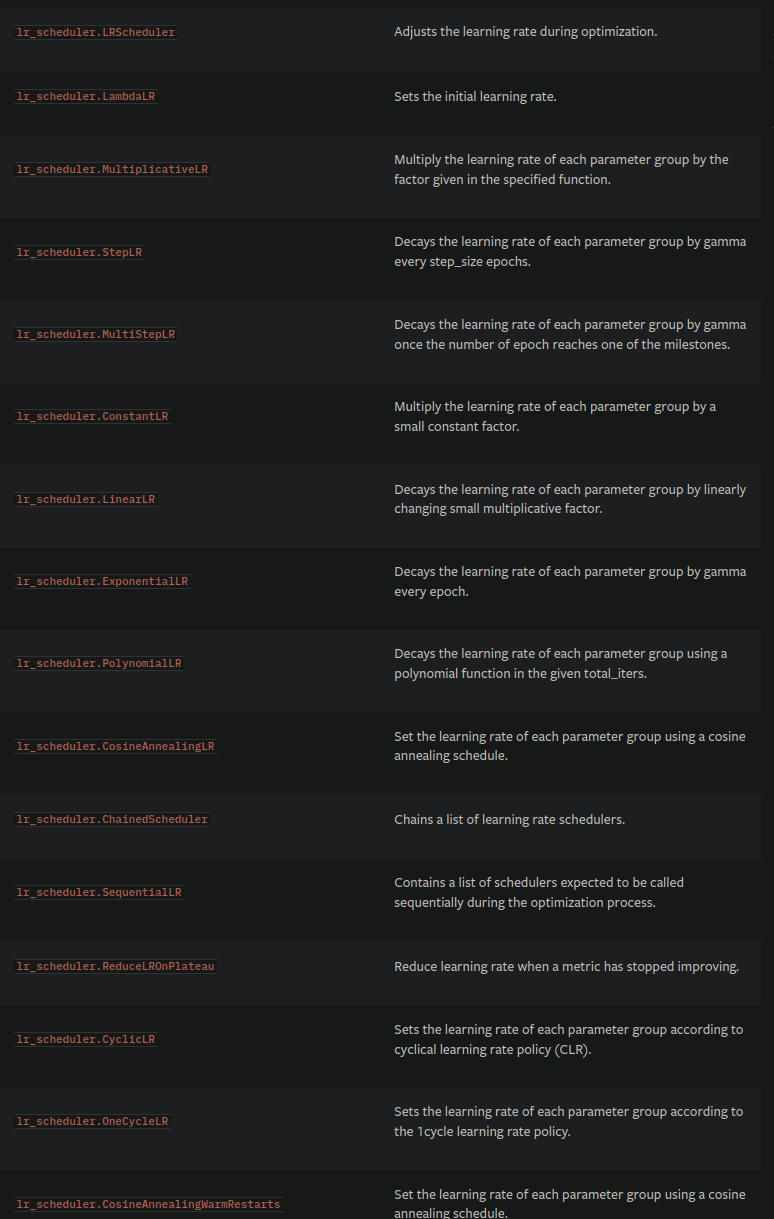 lr_scheduler.LRScheduler
Adjusts the learning rate during optimization.
lr_scheduler.LambdaLR
Sets the initial learning rate.
lr_scheduler.MultiplicativeLR
Multiply the learning rate of each parameter group by the
factor given in the specified function.
lr_scheduler.StepLR
Decays the learning rate of each parameter group by gamma
every step_size epochs.
lr_scheduler.MultiStepLR
Decays the learning rate of each parameter group by gamma
once the number of epoch reaches one of the milestones.
lr_scheduler.ConstantLR
Multiply the learning rate of each parameter group by a
small constant factor.
lr_scheduler.LinearLR
Decays the learning rate of each parameter group by linearly
changing small multiplicative factor.
lr_scheduler.ExponentialLR
Decays the learning rate of each parameter group by gamma
every epoch.
lr_scheduler.PolynomialLR
Decays the learning rate of each parameter group using a
polynomial function in the given total_iters.
lr_scheduler.CosineAnnealingLR
Set the learning rate of each parameter group using a cosine
annealing schedule.
lr_scheduler.ChainedScheduler
Chains a list of learning rate schedulers.
lr_scheduler.SequentialLR
Contains a list of schedulers expected to be called
sequentially during the optimization process.
lr_scheduler.ReduceLROnPlateau
Reduce learning rate when a metric has stopped improving.
lr_scheduler.CyclicLR
Sets the learning rate of each parameter group according to
cyclical learning rate policy (CLR).
lr_scheduler.OneCycleLR
Sets the learning rate of each parameter group according to
the 1cycle learning rate policy.
lr_scheduler.CosineAnnealingWarmRestarts
Set the learning rate of each parameter group using a cosine
annealing schedule.